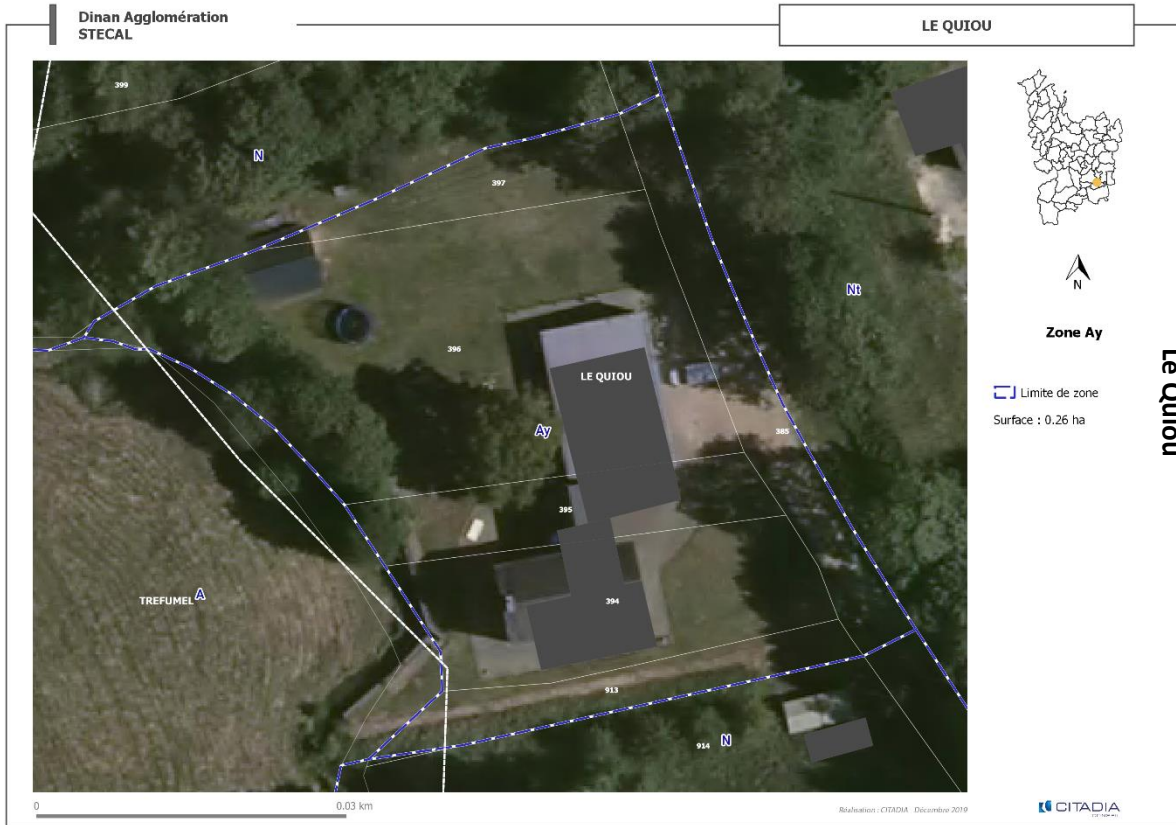 Dinan Agglomération
STECAL
LE QUIOU
399
N
397
Nt
396
LE QUIOU
Ay
385
395
TREFUMEL A
394
913
914 N
0 0.03 km
Réalisation : CITADIA Décembre 2019
N
Zone Ay
Limite de zone
Surface : 0.26 ha
Le Quiou
CITADIA
CONSEIL